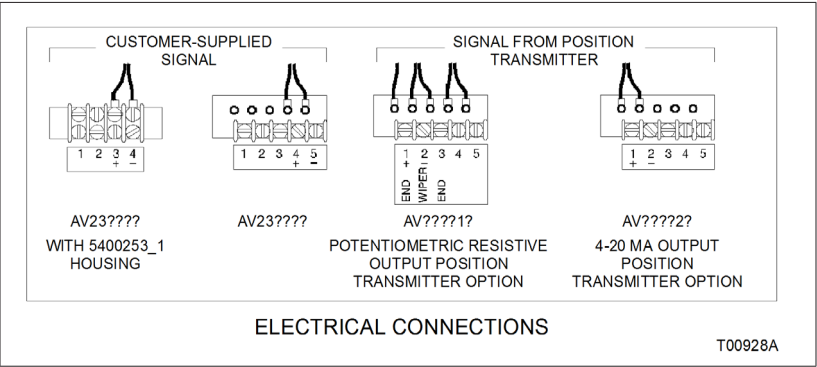 CUSTOMER-SUPPLIED
SIGNAL
SIGNAL FROM POSITION
TRANSMITTER
1 2 3 4
+ −
1 2 3 4 5
+ −
1 2 3 4 5
+ −
END WIPER END
1 2 3 4 5
+ −
AV23????
WITH 5400253_1
HOUSING
AV23????
AV????1?
POTENTIOMETRIC RESISTIVE
OUTPUT POSITION
TRANSMITTER OPTION
AV????2?
4-20 MA OUTPUT
POSITION
TRANSMITTER OPTION
ELECTRICAL CONNECTIONS
T00928A